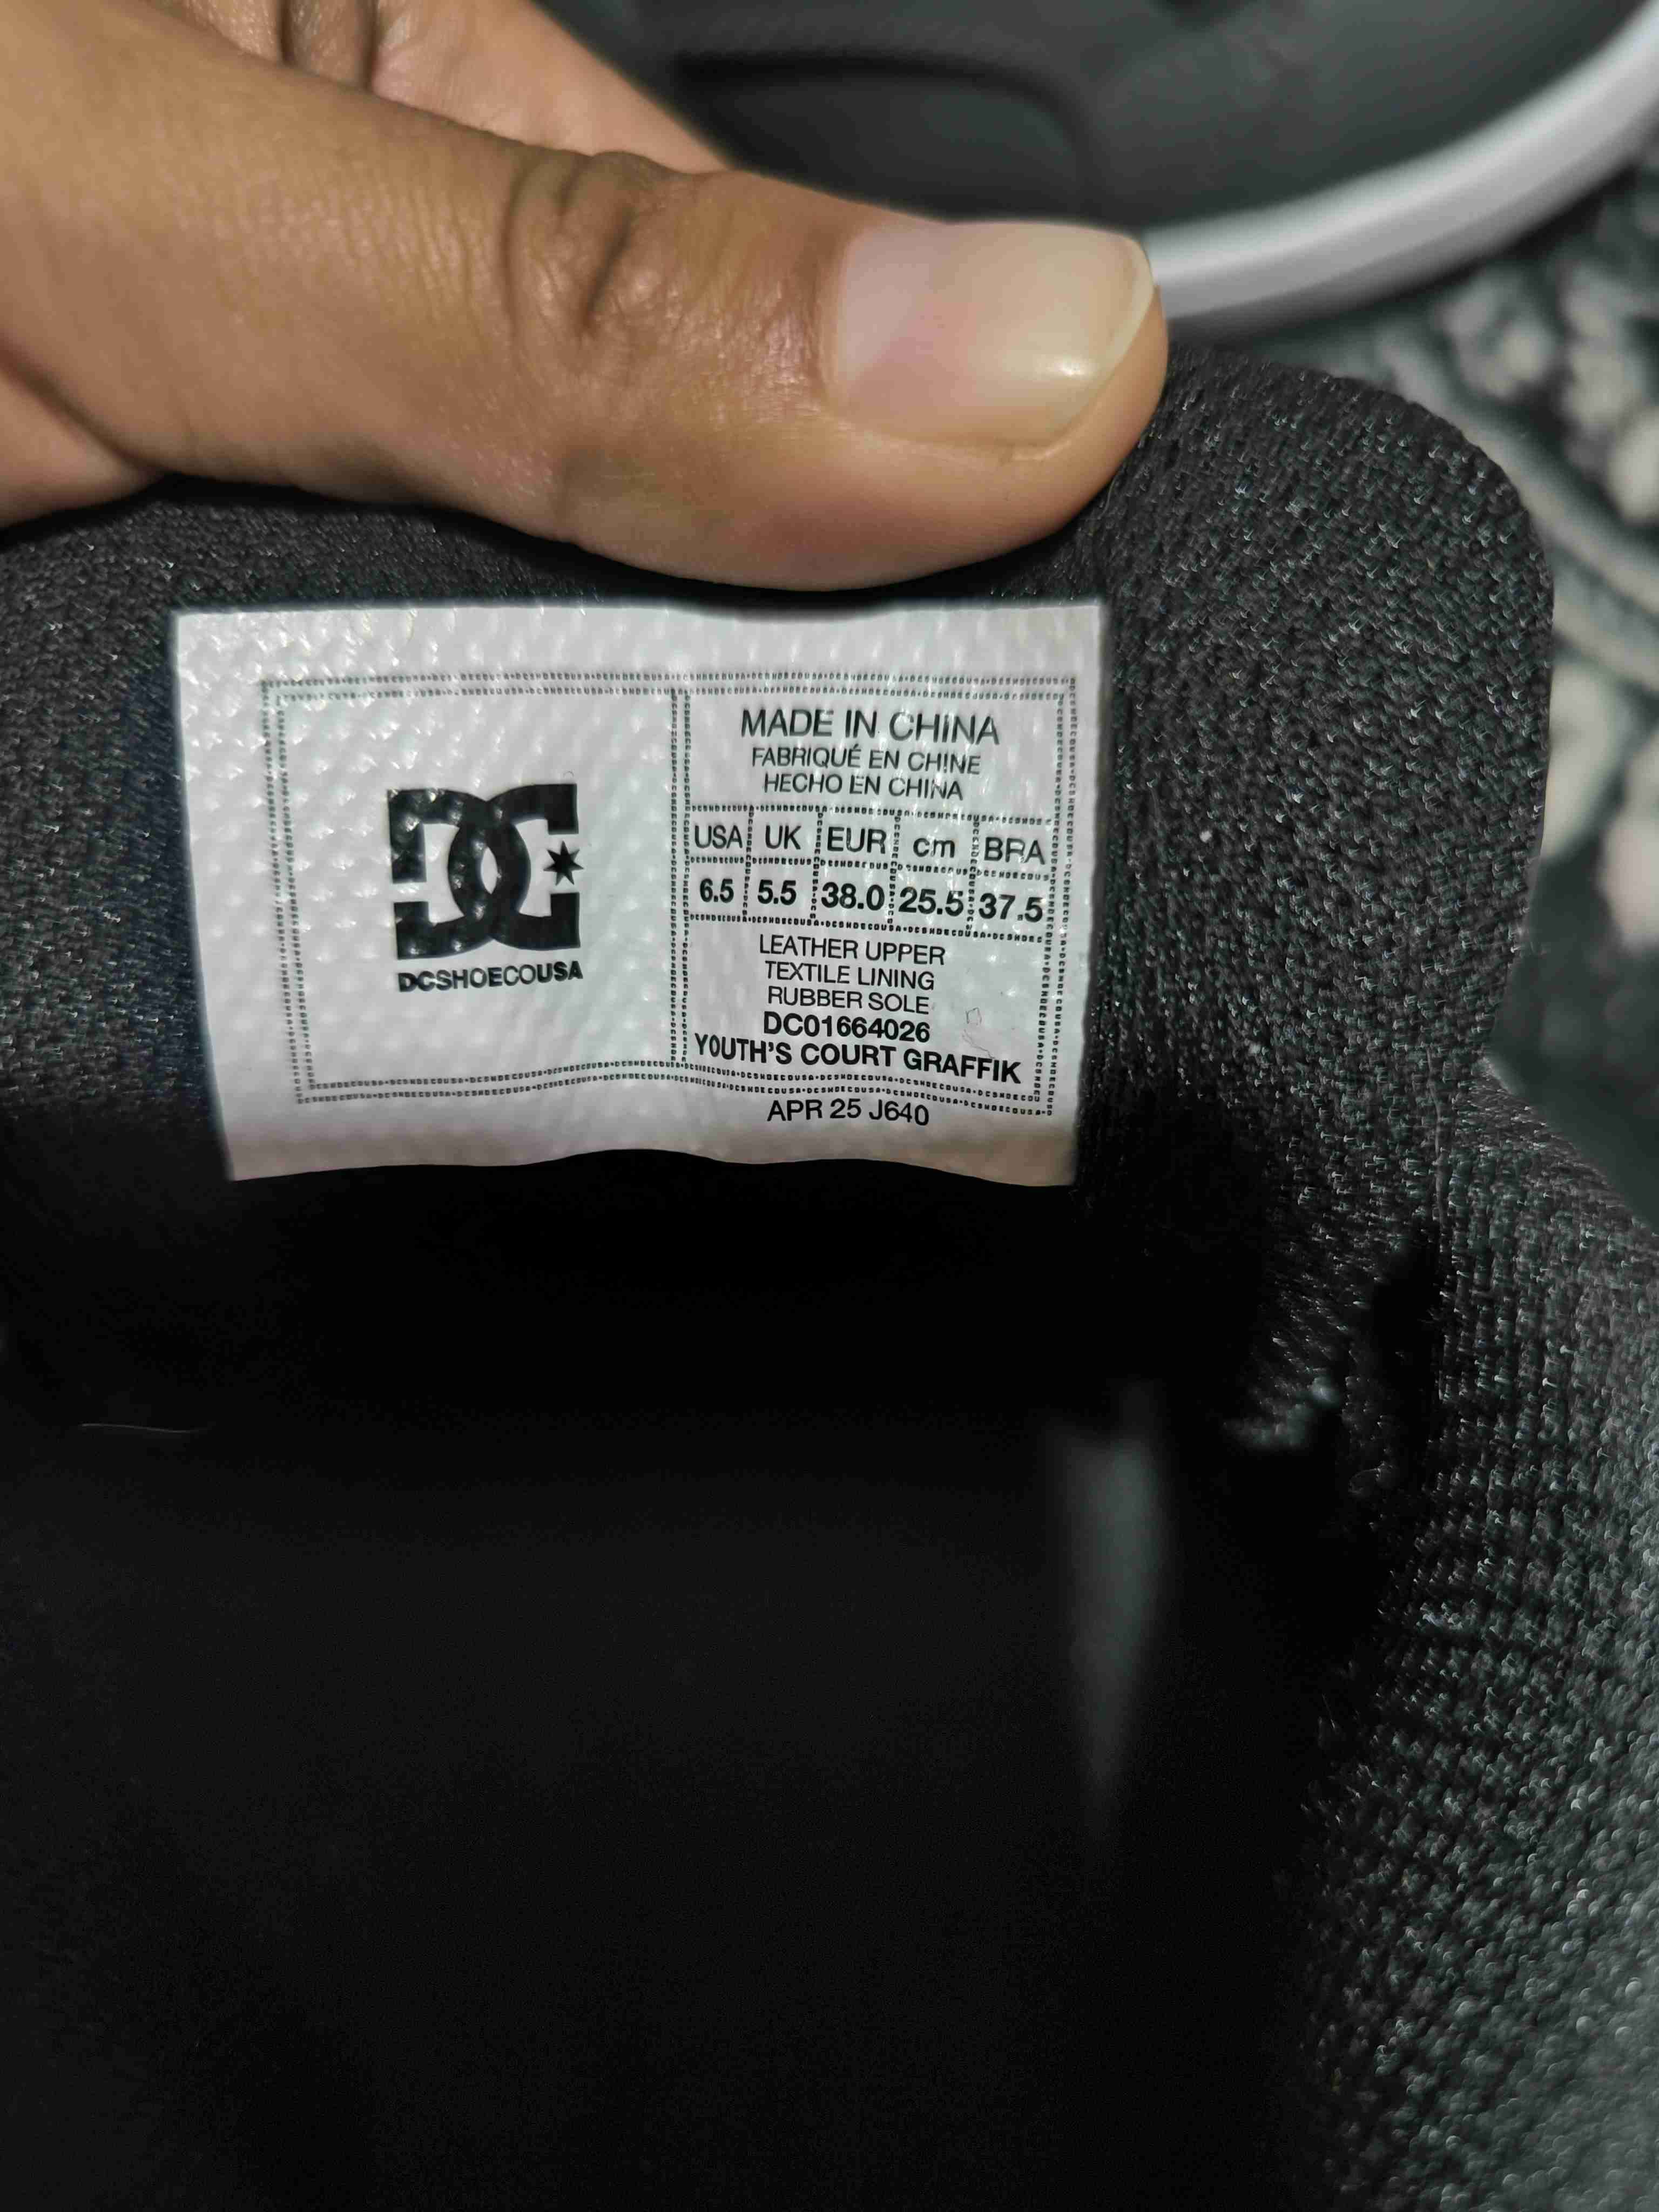 DCSHOECOUSA
MADE IN CHINA
FABRIQUÉ EN CHINE
HECHO EN CHINA
USA UK EUR cm BRA
6.5 5.5 38.0 25.5 37.5
LEATHER UPPER
TEXTILE LINING
RUBBER SOLE
DC01664026
YOUTH'S COURT GRAFFIK
APR 25 J640